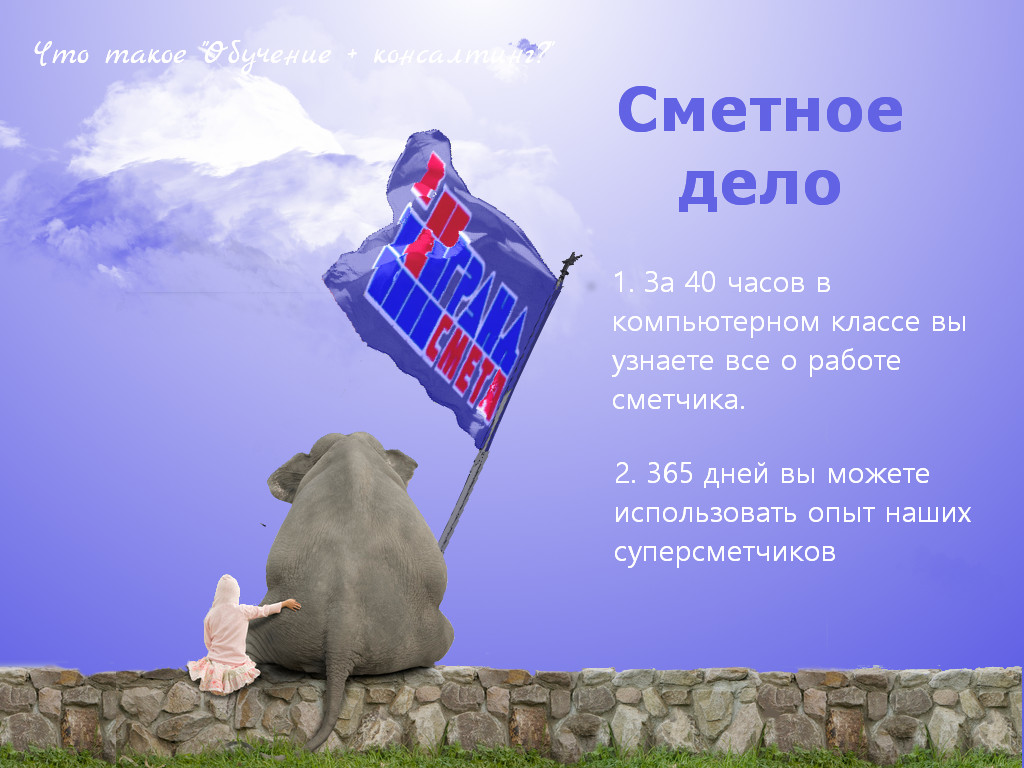 Что такое "Обучение + консалтинг?"
Сметное
дело
1. За 40 часов в
компьютерном классе вы
узнаете все о работе
сметчика.
2. 365 дней вы можете
использовать опыт наших
суперсметчиков
СМЕТА